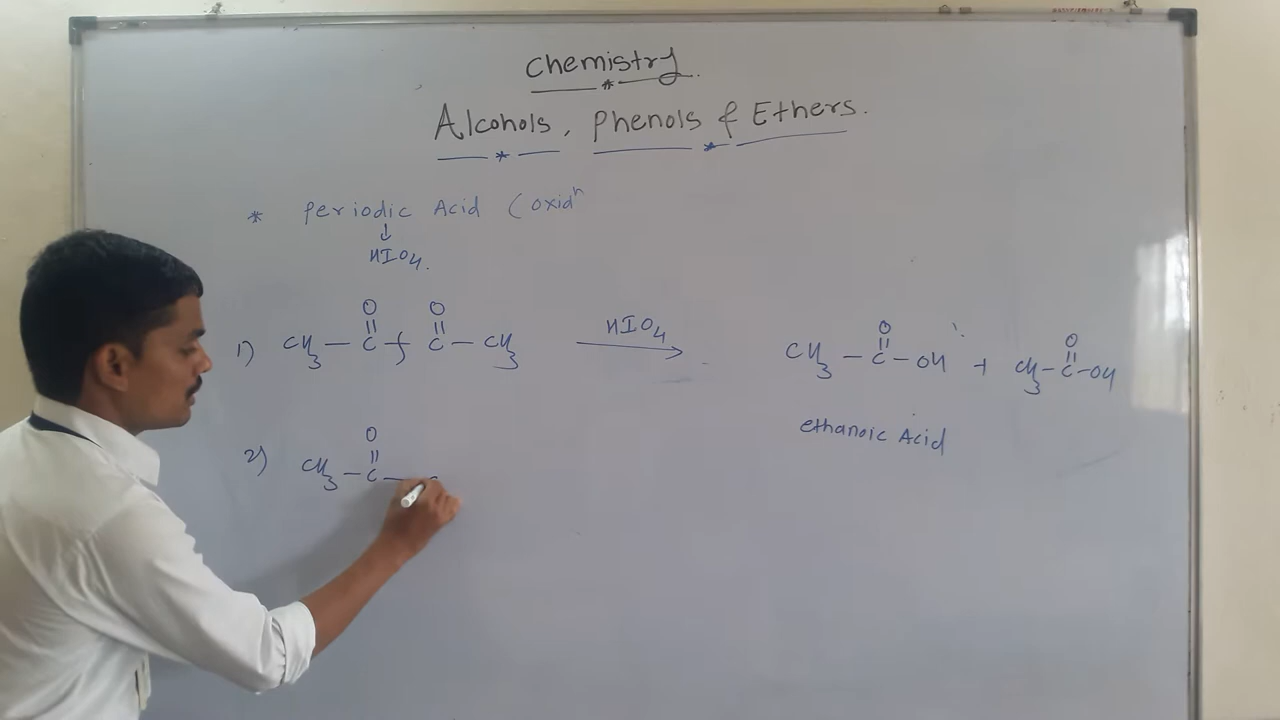 Chemistry.
Alcohols, Phenols & Ethers.
* Periodic Acid (oxidⁿ
↓
HIO4.
O O HIO4 O O
1) CH3 — C — C — CH3 → CH3 — C — OH + CH3 — C — OH
ethanoic Acid
O
2) CH3 — C —